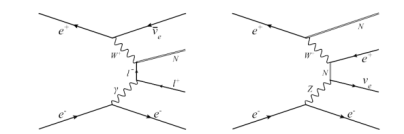 e⁺ ν̄ₑ
W⁺ N
l⁻
l⁻
γ
e⁻ e⁻
e⁺ N
W⁺ e⁺
N
νₑ
Z
e⁻ e⁻